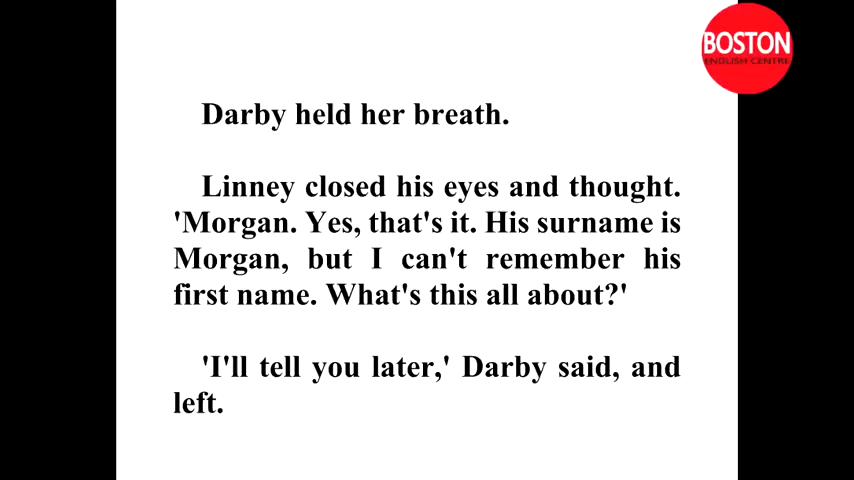 BOSTON
ENGLISH CENTRE
Darby held her breath.
Linney closed his eyes and thought.
'Morgan. Yes, that's it. His surname is
Morgan, but I can't remember his
first name. What's this all about?'
'I'll tell you later,' Darby said, and
left.